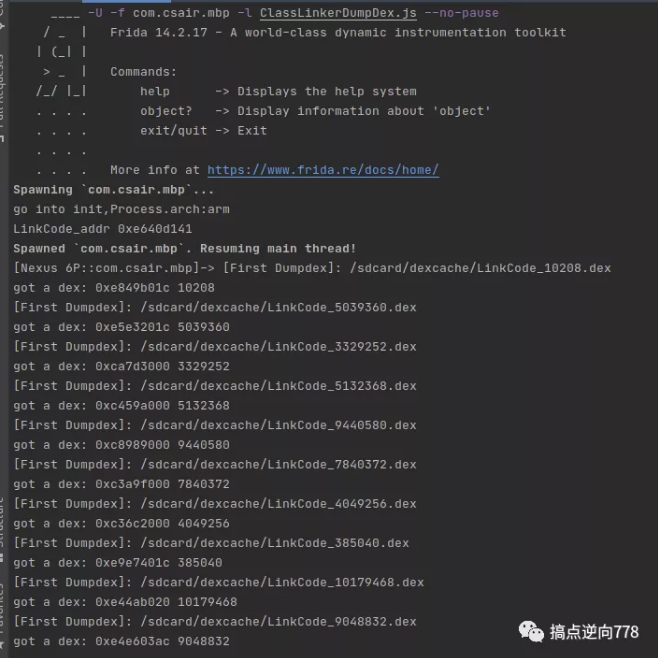 ____ -U -f com.csair.mbp -l ClassLinkerDumpDex.js --no-pause
/ _  |   Frida 14.2.17 - A world-class dynamic instrumentation toolkit
| (_| |
> _  |   Commands:
/_/ |_|       help      -> Displays the help system
. . . .       object?   -> Display information about 'object'
. . . .       exit/quit -> Exit
. . . .
. . . .   More info at https://www.frida.re/docs/home/
Spawning `com.csair.mbp`...
go into init,Process.arch:arm
LinkCode_addr 0xe640d141
Spawned `com.csair.mbp`. Resuming main thread!
[Nexus 6P::com.csair.mbp]-> [First Dumpdex]: /sdcard/dexcache/LinkCode_10208.dex
got a dex: 0xe849b01c 10208
[First Dumpdex]: /sdcard/dexcache/LinkCode_5039360.dex
got a dex: 0xe5e3201c 5039360
[First Dumpdex]: /sdcard/dexcache/LinkCode_3329252.dex
got a dex: 0xca7d3000 3329252
[First Dumpdex]: /sdcard/dexcache/LinkCode_5132368.dex
got a dex: 0xc459a000 5132368
[First Dumpdex]: /sdcard/dexcache/LinkCode_9440580.dex
got a dex: 0xc8989000 9440580
[First Dumpdex]: /sdcard/dexcache/LinkCode_7840372.dex
got a dex: 0xc3a9f000 7840372
[First Dumpdex]: /sdcard/dexcache/LinkCode_4049256.dex
got a dex: 0xc36c2000 4049256
[First Dumpdex]: /sdcard/dexcache/LinkCode_385040.dex
got a dex: 0xe9e7401c 385040
[First Dumpdex]: /sdcard/dexcache/LinkCode_10179468.dex
got a dex: 0xe44ab020 10179468
[First Dumpdex]: /sdcard/dexcache/LinkCode_9048832.dex
got a dex: 0xe4e603ac 9048832
搞点逆向778